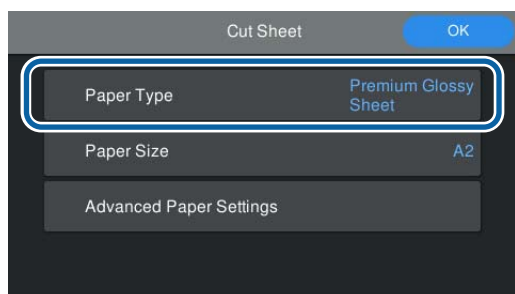 Cut Sheet OK
Paper Type Premium Glossy
Sheet
Paper Size A2
Advanced Paper Settings